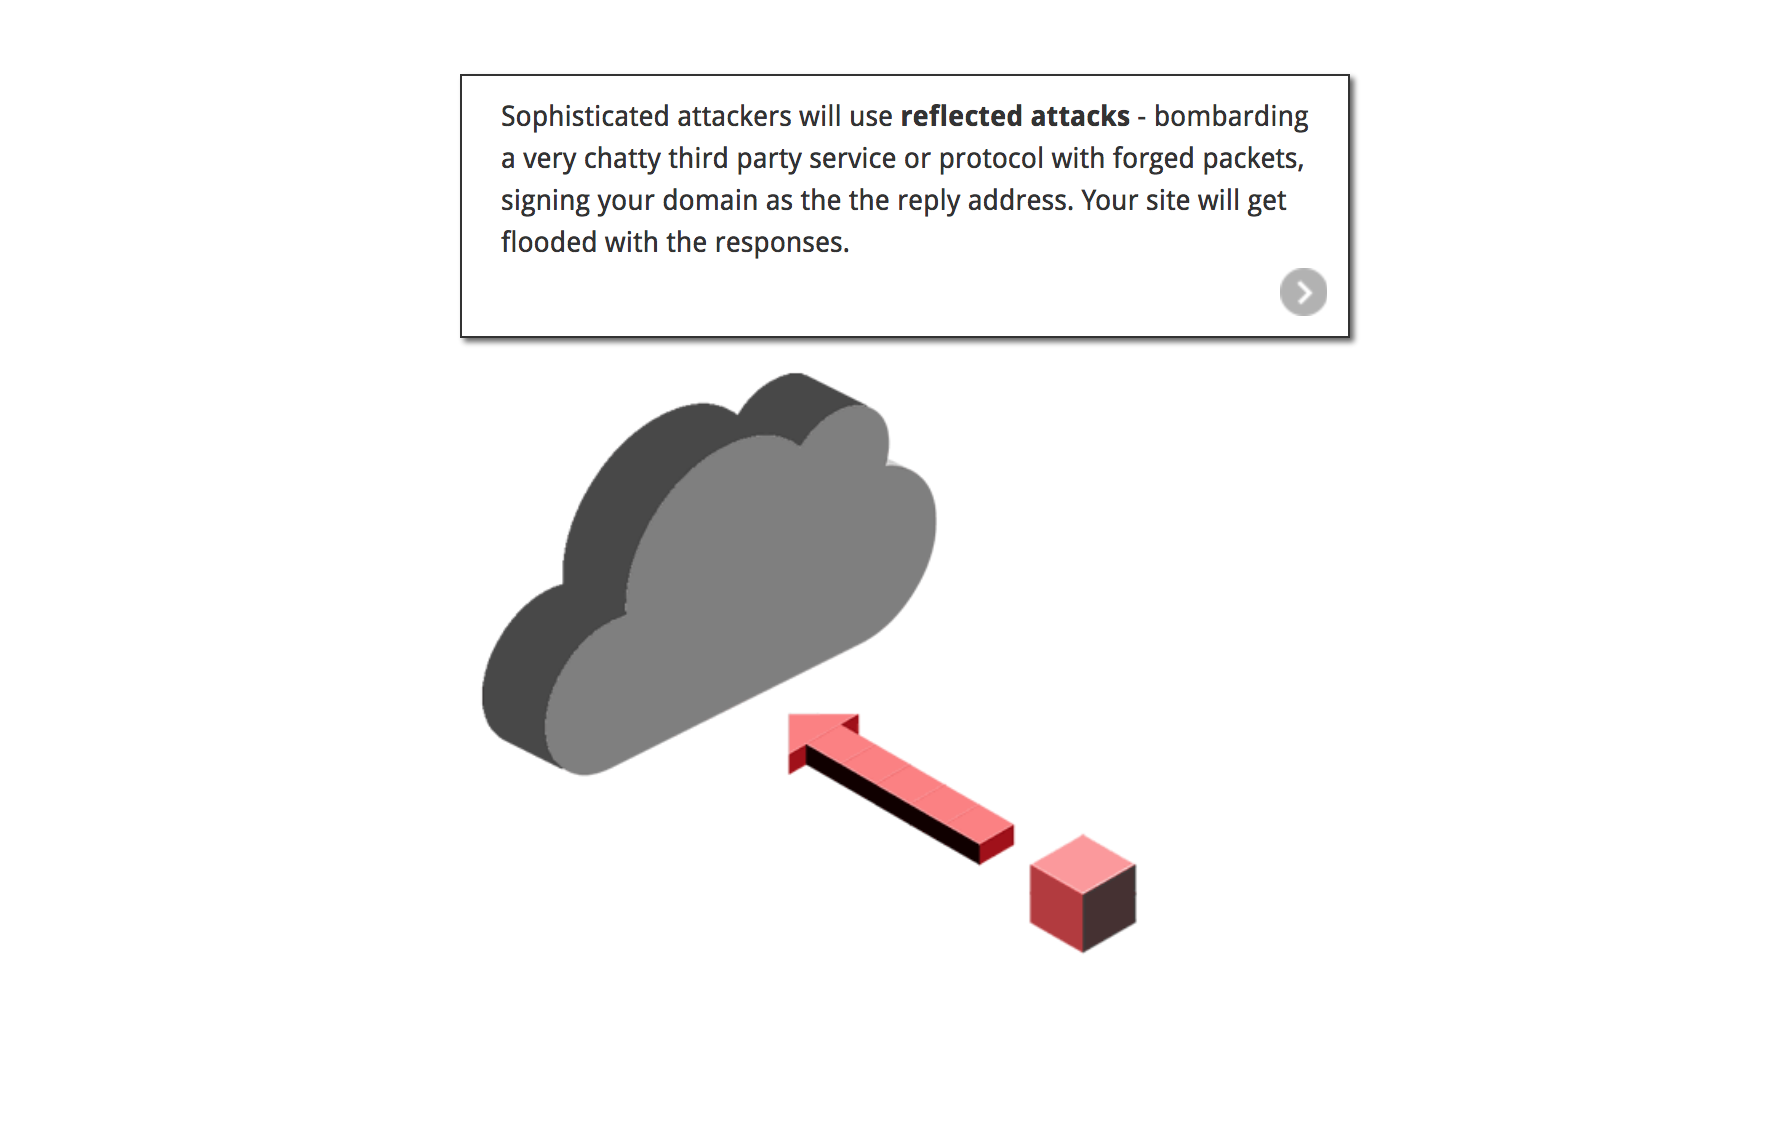 Sophisticated attackers will use reflected attacks - bombarding
a very chatty third party service or protocol with forged packets,
signing your domain as the the reply address. Your site will get
flooded with the responses.